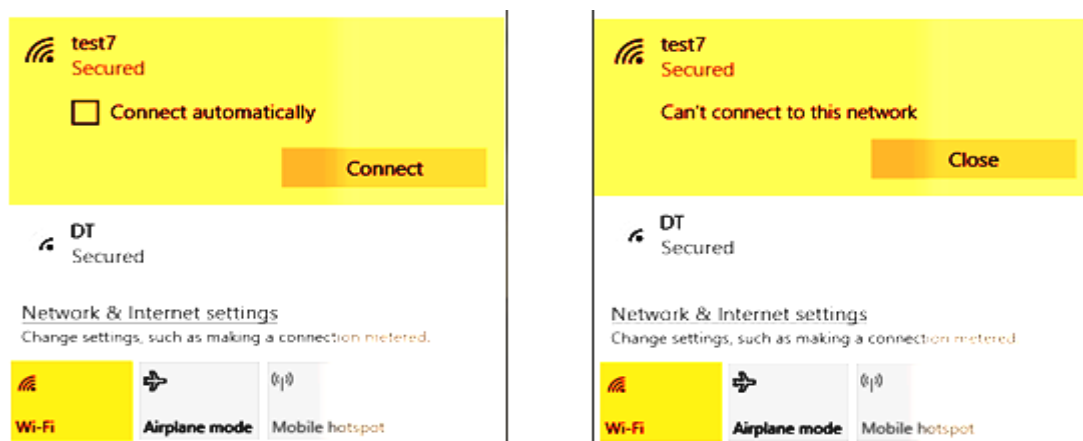 test7
Secured
Connect automatically
Connect
DT
Secured
Network & Internet settings
Change settings, such as making a connection metered.
Wi-Fi
Airplane mode
Mobile hotspot
test7
Secured
Can't connect to this network
Close
DT
Secured
Network & Internet settings
Change settings, such as making a connection metered
Wi-Fi
Airplane mode
Mobile hotspot